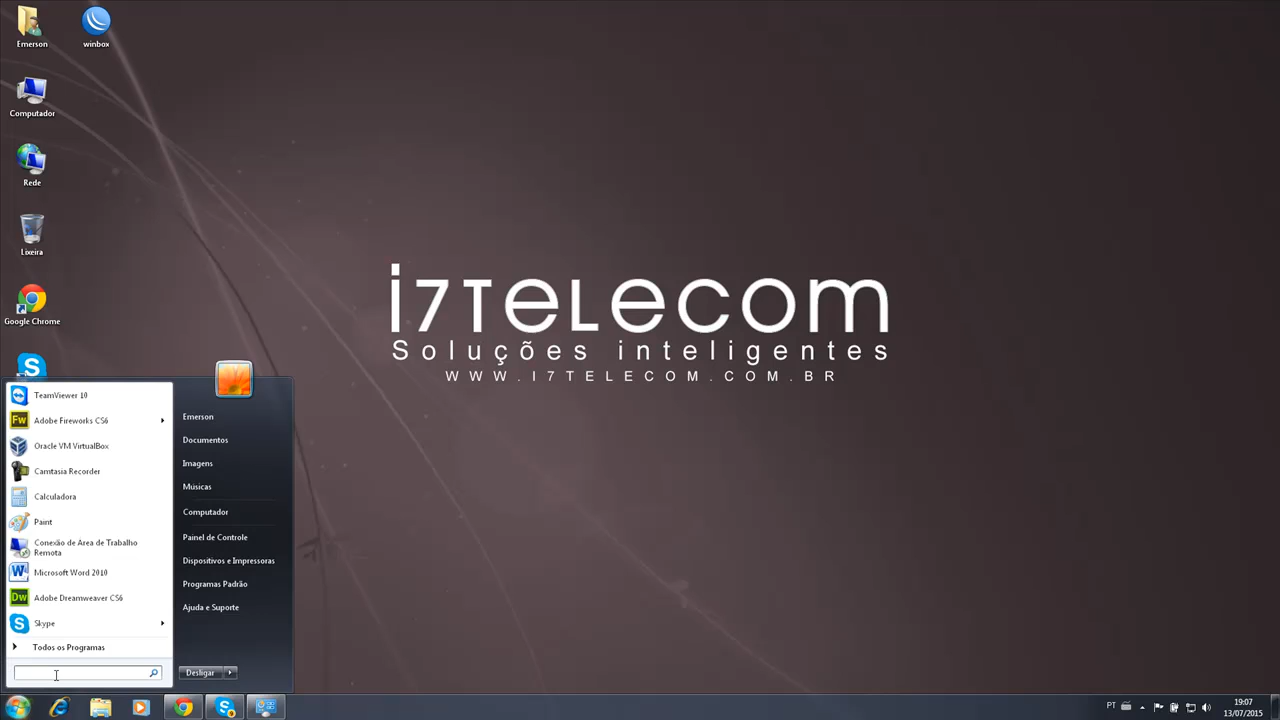 Emerson
winbox
Computador
Rede
Lixeira
Google Chrome
i7TELECOM
Soluções inteligentes
WWW.I7TELECOM.COM.BR
TeamViewer 10
Adobe Fireworks CS6
Oracle VM VirtualBox
Camtasia Recorder
Calculadora
Paint
Conexão de Área de Trabalho
Remota
Microsoft Word 2010
Adobe Dreamweaver CS6
Skype
Todos os Programas
Emerson
Documentos
Imagens
Músicas
Computador
Painel de Controle
Dispositivos e Impressoras
Programas Padrão
Ajuda e Suporte
Desligar
PT
19:07
13/07/2015